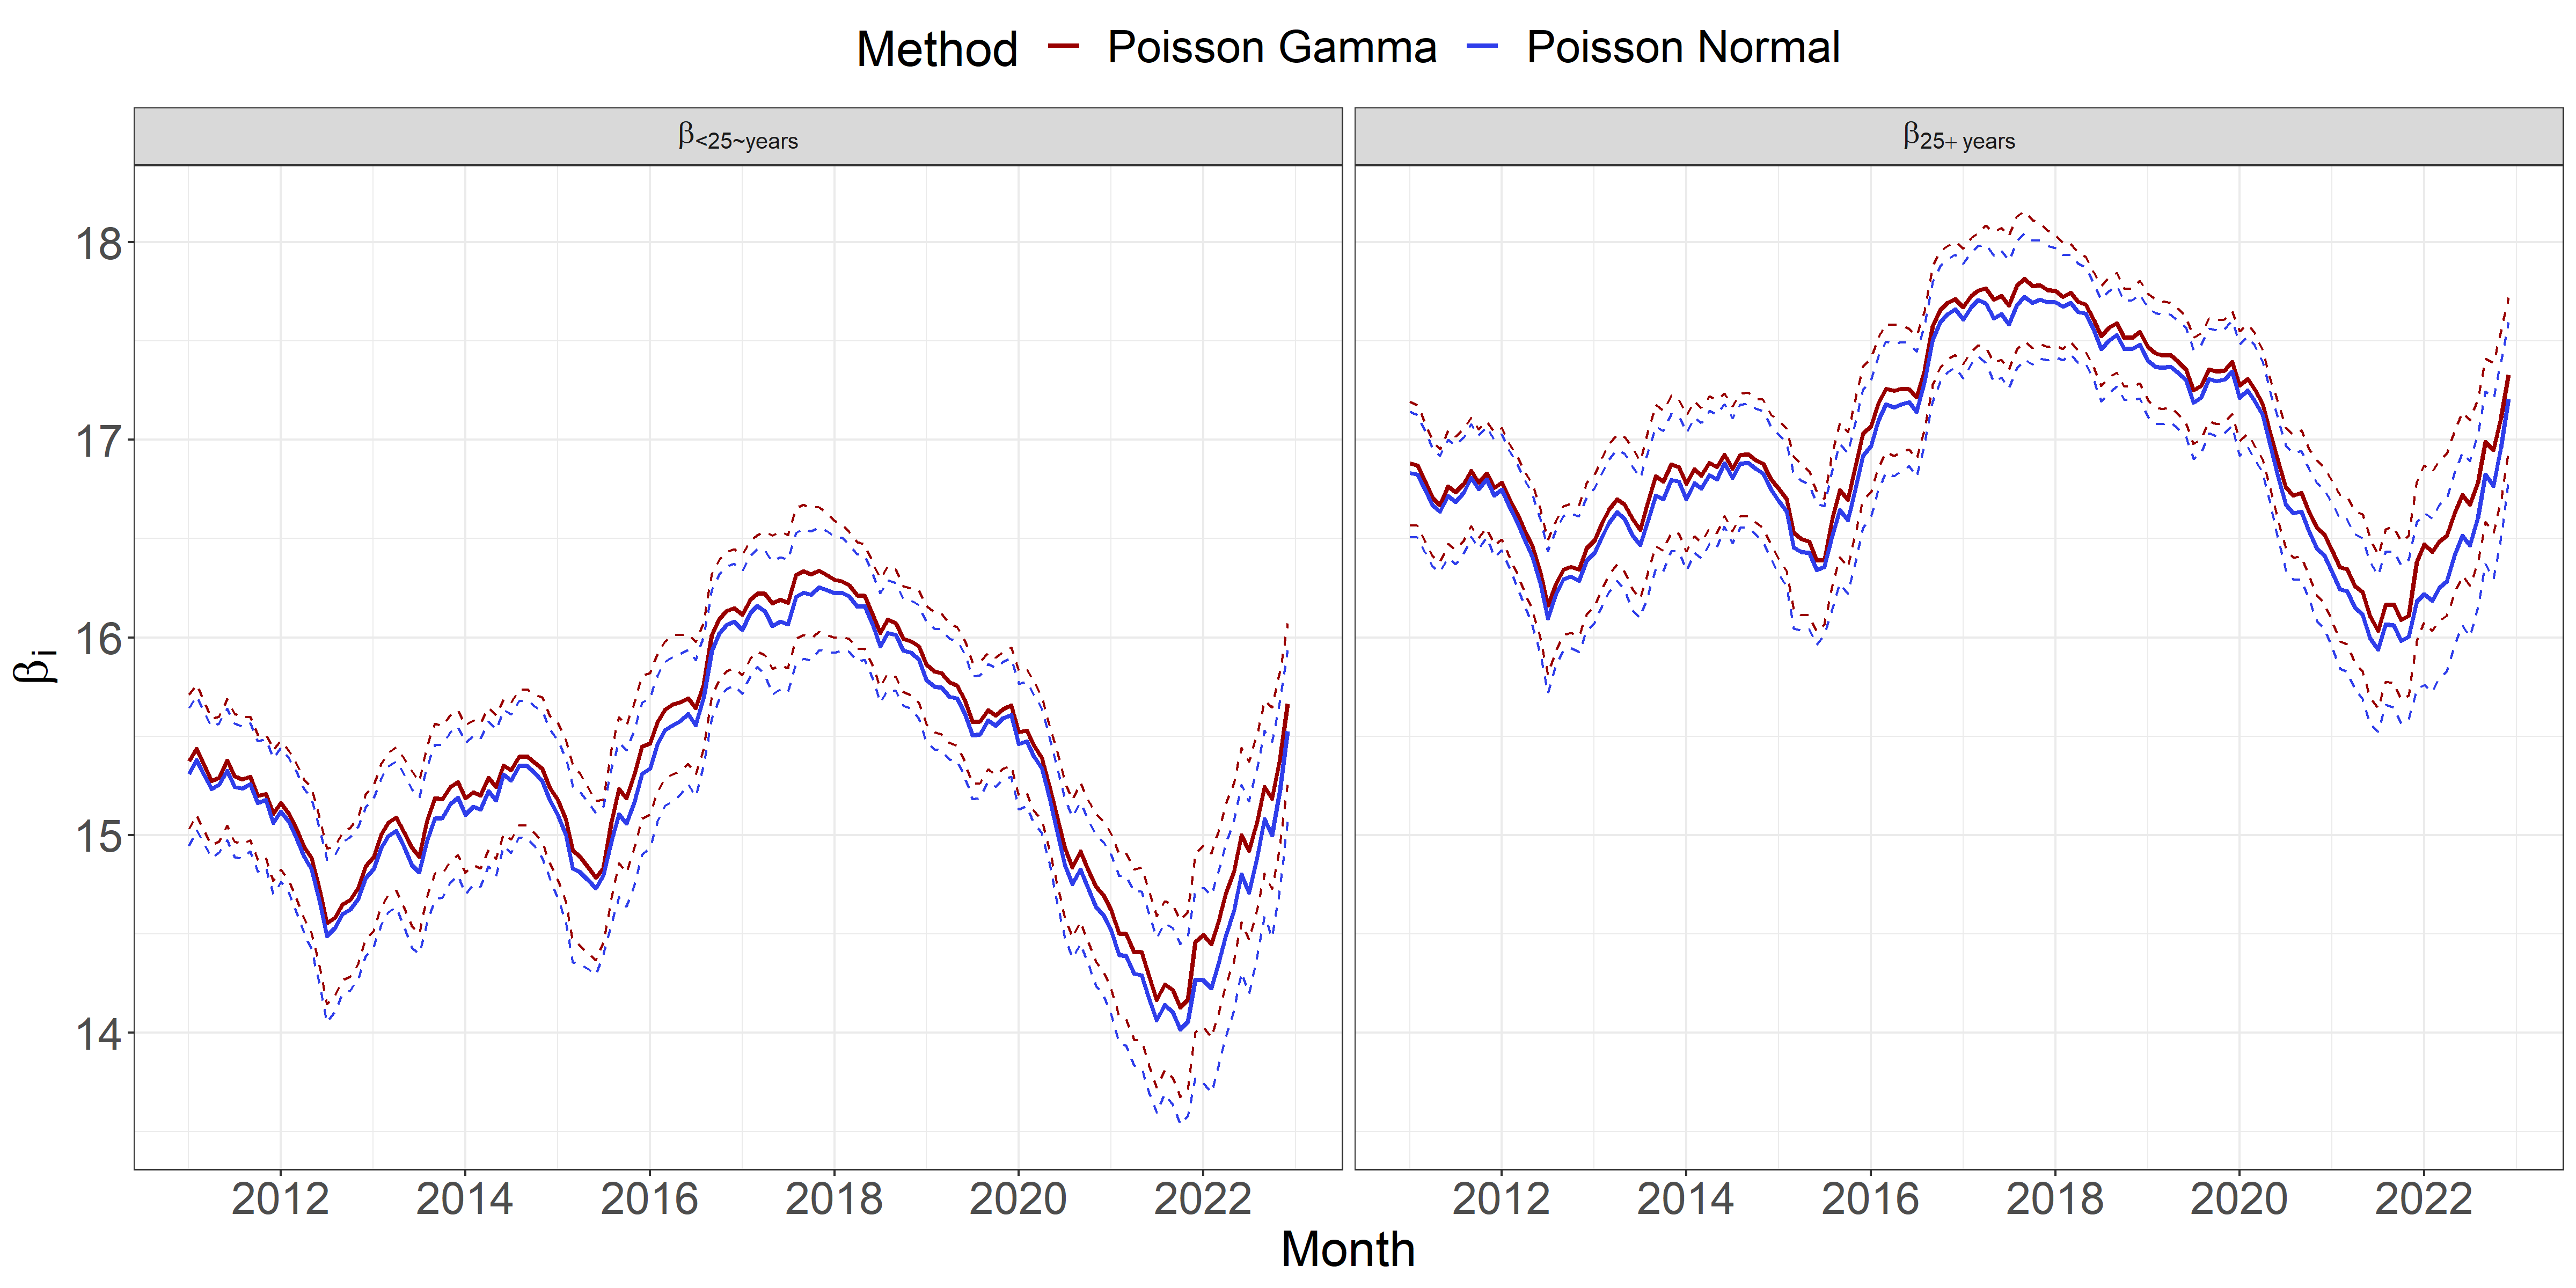 Method Poisson Gamma Poisson Normal
β<25~years β25+ years
18
17
16
15
14
βi
2012 2014 2016 2018 2020 2022 2012 2014 2016 2018 2020 2022
Month